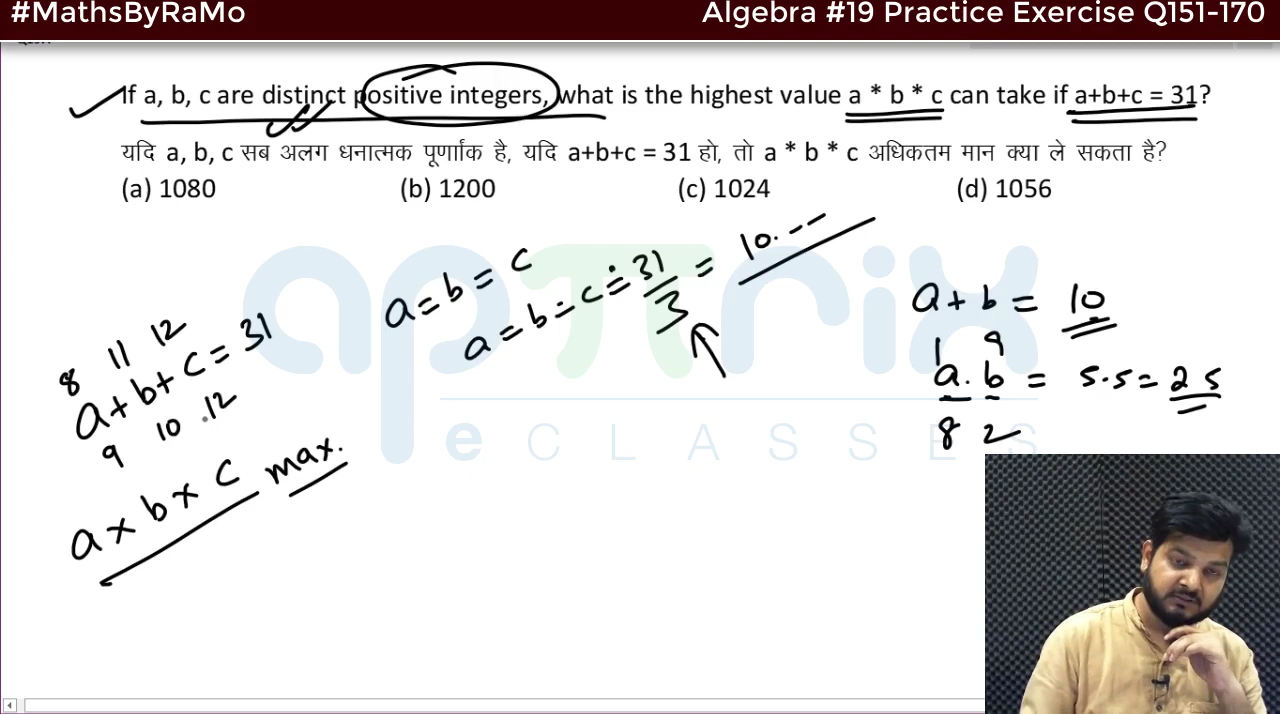 #MathsByRaMo
Algebra #19 Practice Exercise Q151-170
If a, b, c are distinct positive integers, what is the highest value a * b * c can take if a+b+c = 31?
यदि a, b, c सब अलग धनात्मक पूर्णांक है, यदि a+b+c = 31 हो, तो a * b * c अधिकतम मान क्या ले सकता है?
(a) 1080 (b) 1200 (c) 1024 (d) 1056
aptrix
eCLASSES
8 11 12
a+b+c = 31
9 10 12
a×b×c max.
a = b = c
a = b = c = 31/3 = 10.--
a + b = 10
1 9
a . b = 5.5 = 25
8 2